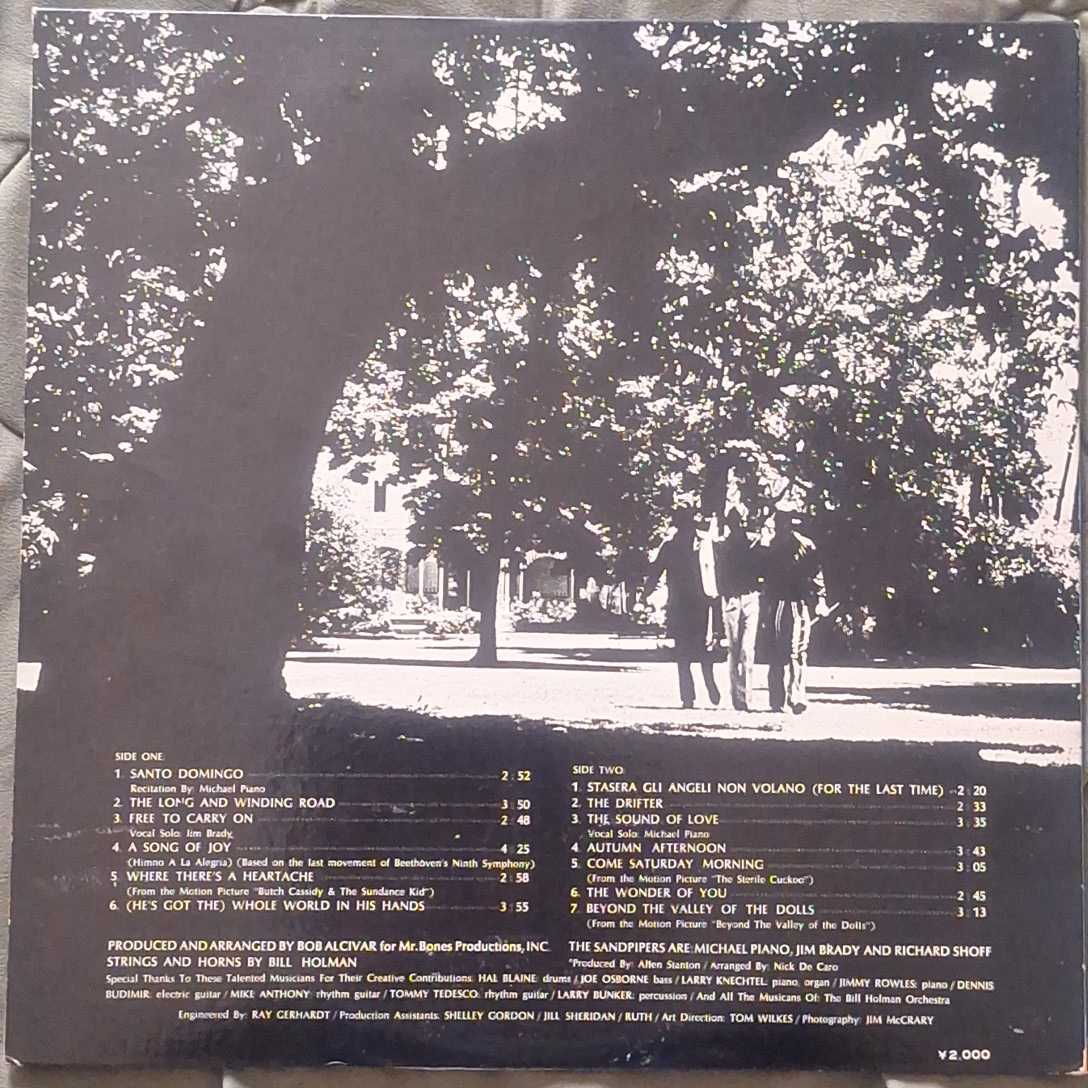 SIDE ONE:
1. SANTO DOMINGO 2:52
Recitation By: Michael Piano
2. THE LONG AND WINDING ROAD 3:50
3. FREE TO CARRY ON 2:48
Vocal Solo: Jim Brady
4. A SONG OF JOY 4:25
(Himno A La Alegria) (Based on the last movement of Beethoven's Ninth Symphony)
5. WHERE THERE'S A HEARTACHE 2:58
(From the Motion Picture "Butch Cassidy & The Sundance Kid")
6. (HE'S GOT THE) WHOLE WORLD IN HIS HANDS 3:55
SIDE TWO:
1. STASERA GLI ANGELI NON VOLANO (FOR THE LAST TIME) 2:20
2. THE DRIFTER 2:33
3. THE SOUND OF LOVE 3:35
Vocal Solo: Michael Piano
4. AUTUMN AFTERNOON 3:43
5. COME SATURDAY MORNING 3:05
(From the Motion Picture "The Sterile Cuckoo")
6. THE WONDER OF YOU 2:45
7. BEYOND THE VALLEY OF THE DOLLS 3:13
(From the Motion Picture "Beyond The Valley of the Dolls")
PRODUCED AND ARRANGED BY BOB ALCIVAR for Mr. Bones Productions, INC.
STRINGS AND HORNS BY BILL HOLMAN
THE SANDPIPERS ARE: MICHAEL PIANO, JIM BRADY AND RICHARD SHOFF
*Produced By: Allen Stanton / Arranged By: Nick De Caro
Special Thanks To These Talented Musicians For Their Creative Contributions: HAL BLAINE: drums / JOE OSBORNE: bass / LARRY KNECHTEL: piano, organ / JIMMY ROWLES: piano / DENNIS
BUDIMIR: electric guitar / MIKE ANTHONY: rhythm guitar / TOMMY TEDESCO: rhythm guitar / LARRY BUNKER: percussion / And All The Musicans Of: The Bill Holman Orchestra
Engineered By: RAY GERHARDT / Production Assistants: SHELLEY GORDON / JILL SHERIDAN / RUTH / Art Direction: TOM WILKES / Photography: JIM McCRARY
¥2,000